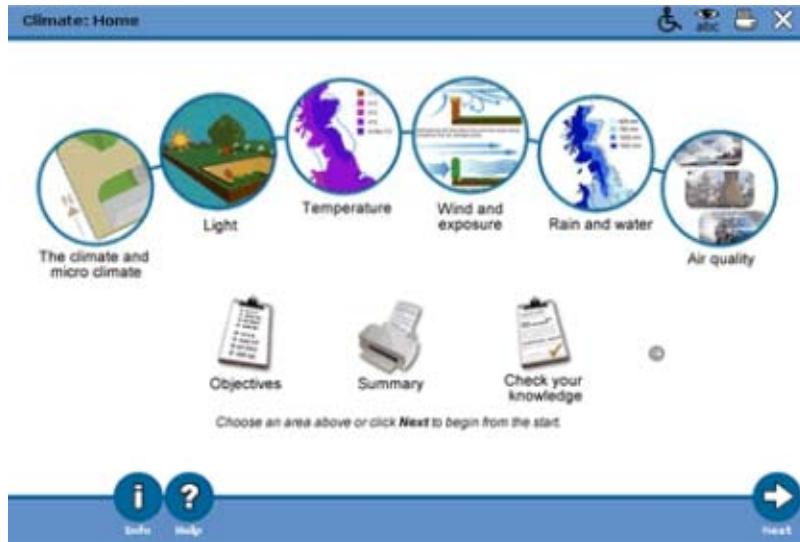 Climate: Home
abc
Light
Temperature
Wind and
exposure
Rain and water
The climate and
micro climate
Air quality
Objectives
Summary
Check your
knowledge
©
Choose an area above or click Next to begin from the start.
i
?
Info
Help
Next